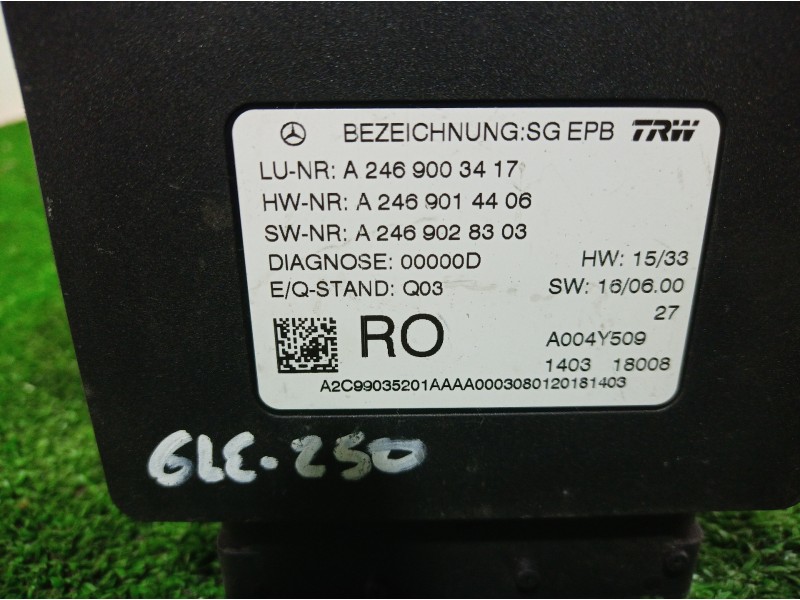 BEZEICHNUNG:SG EPB TRW
LU-NR: A 246 900 34 17
HW-NR: A 246 901 44 06
SW-NR: A 246 902 83 03
DIAGNOSE: 00000D HW: 15/33
E/Q-STAND: Q03 SW: 16/06.00
27
RO
A004Y509
1403 18008
A2C99035201AAAA0003080120181403
GLE-250